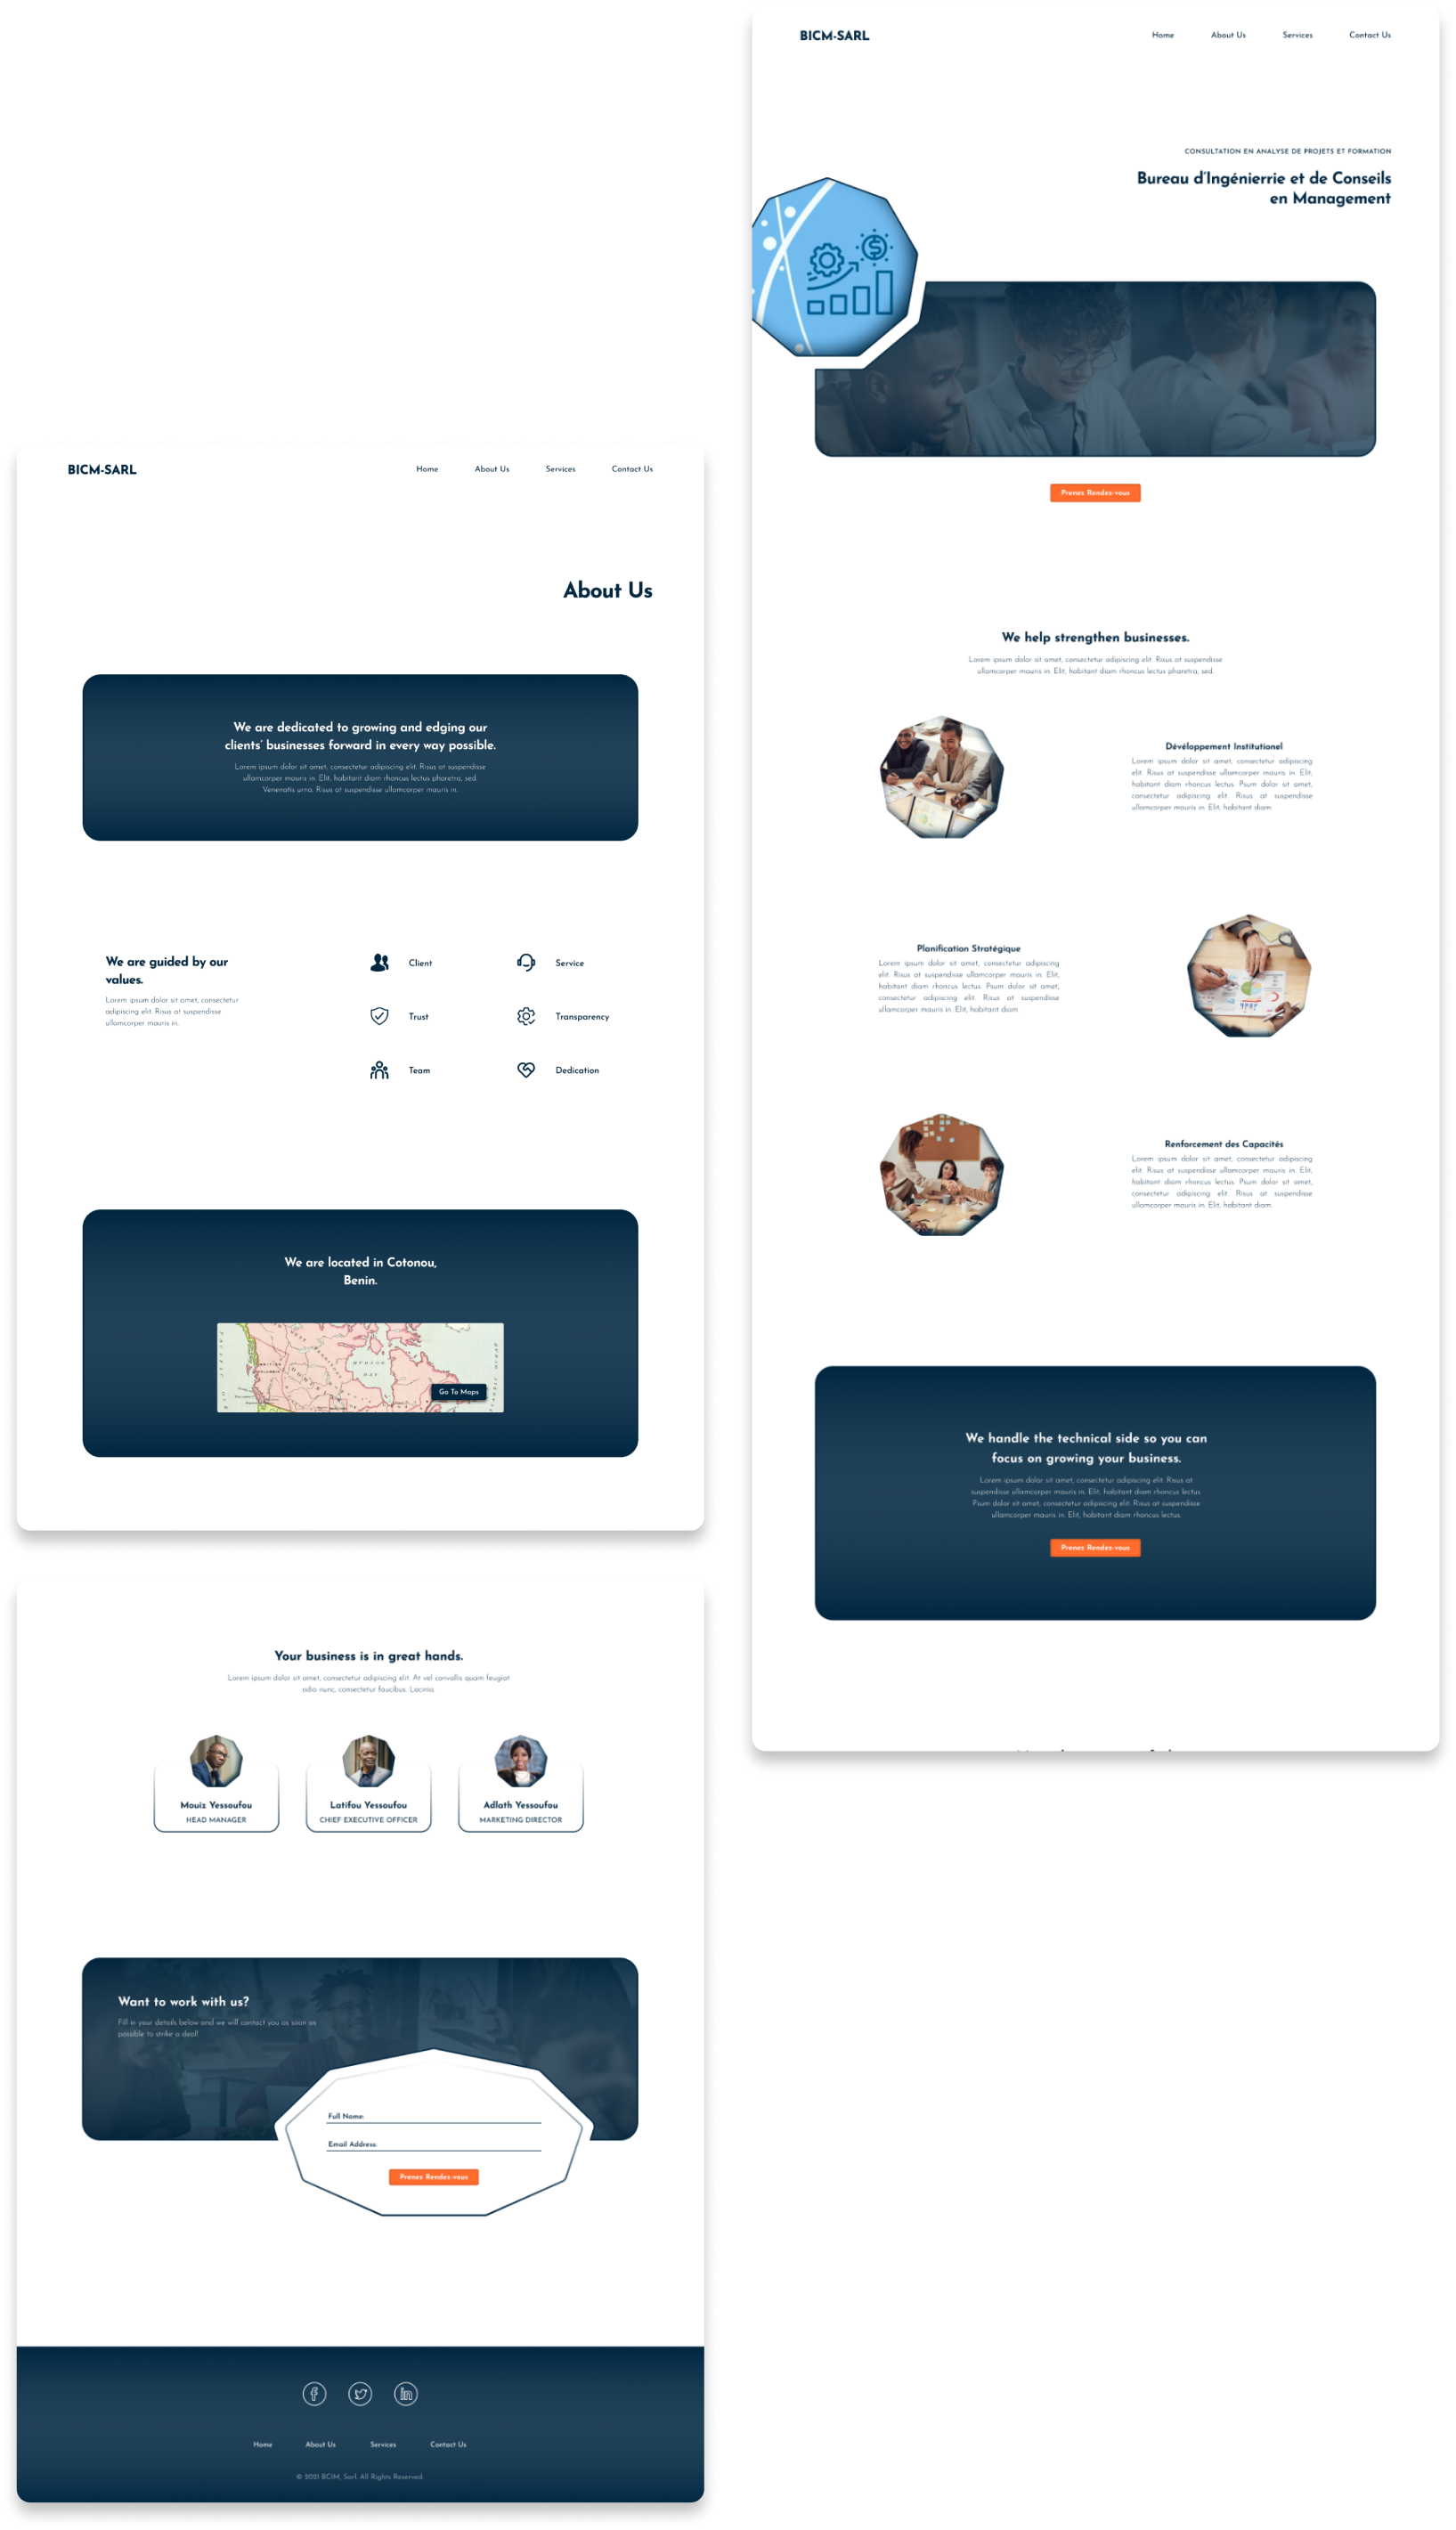 BICM-SARL
Home
About Us
Services
Contact Us
CONSULTATION EN ANALYSE DE PROJETS ET FORMATION
Bureau d'Ingénierrie et de Conseils
en Management
Prenez Rendez-vous
We help strengthen businesses.
Lorem ipsum dolor sit amet, consectetur adipiscing elit. Risus at suspendisse
ullamcorper mauris in. Elit, habitant diam rhoncus lectus pharetra, sed.
Dévéloppement Institutionel
Lorem ipsum dolor sit amet, consectetur adipiscing
elit. Risus at suspendisse ullamcorper mauris in. Elit,
habitant diam rhoncus lectus. Psum dolor sit amet,
consectetur adipiscing elit. Risus at suspendisse
ullamcorper mauris in. Elit, habitant diam.
Planification Stratégique
Lorem ipsum dolor sit amet, consectetur adipiscing
elit. Risus at suspendisse ullamcorper mauris in. Elit,
habitant diam rhoncus lectus. Psum dolor sit amet,
consectetur adipiscing elit. Risus at suspendisse
ullamcorper mauris in. Elit, habitant diam.
Renforcement des Capacités
Lorem ipsum dolor sit amet, consectetur adipiscing
elit. Risus at suspendisse ullamcorper mauris in. Elit,
habitant diam rhoncus lectus. Psum dolor sit amet,
consectetur adipiscing elit. Risus at suspendisse
ullamcorper mauris in. Elit, habitant diam.
We handle the technical side so you can
focus on growing your business.
Lorem ipsum dolor sit amet, consectetur adipiscing elit. Risus at
suspendisse ullamcorper mauris in. Elit, habitant diam rhoncus lectus.
Psum dolor sit amet, consectetur adipiscing elit. Risus at suspendisse
ullamcorper mauris in. Elit, habitant diam rhoncus lectus.
Prenez Rendez-vous
BICM-SARL
Home
About Us
Services
Contact Us
About Us
We are dedicated to growing and edging our
clients' businesses forward in every way possible.
Lorem ipsum dolor sit amet, consectetur adipiscing elit. Risus at suspendisse
ullamcorper mauris in. Elit, habitant diam rhoncus lectus pharetra, sed.
Venenatis urna. Risus at suspendisse ullamcorper mauris in.
We are guided by our
values.
Lorem ipsum dolor sit amet, consectetur
adipiscing elit. Risus at suspendisse
ullamcorper mauris in.
Client
Service
Trust
Transparency
Team
Dedication
We are located in Cotonou,
Benin.
HUDSON
BAY
Go To Maps
Your business is in great hands.
Lorem ipsum dolor sit amet, consectetur adipiscing elit. At vel convallis quam feugiat
odio nunc, consectetur faucibus. Lacinia.
Mouiz Yessoufou
HEAD MANAGER
Latifou Yessoufou
CHIEF EXECUTIVE OFFICER
Adlath Yessoufou
MARKETING DIRECTOR
Want to work with us?
Fill in your details below and we will contact you as soon as
possible to strike a deal!
Full Name:
Email Address:
Prenez Rendez-vous
Home
About Us
Services
Contact Us
© 2021 BCIM, Sarl. All Rights Reserved.